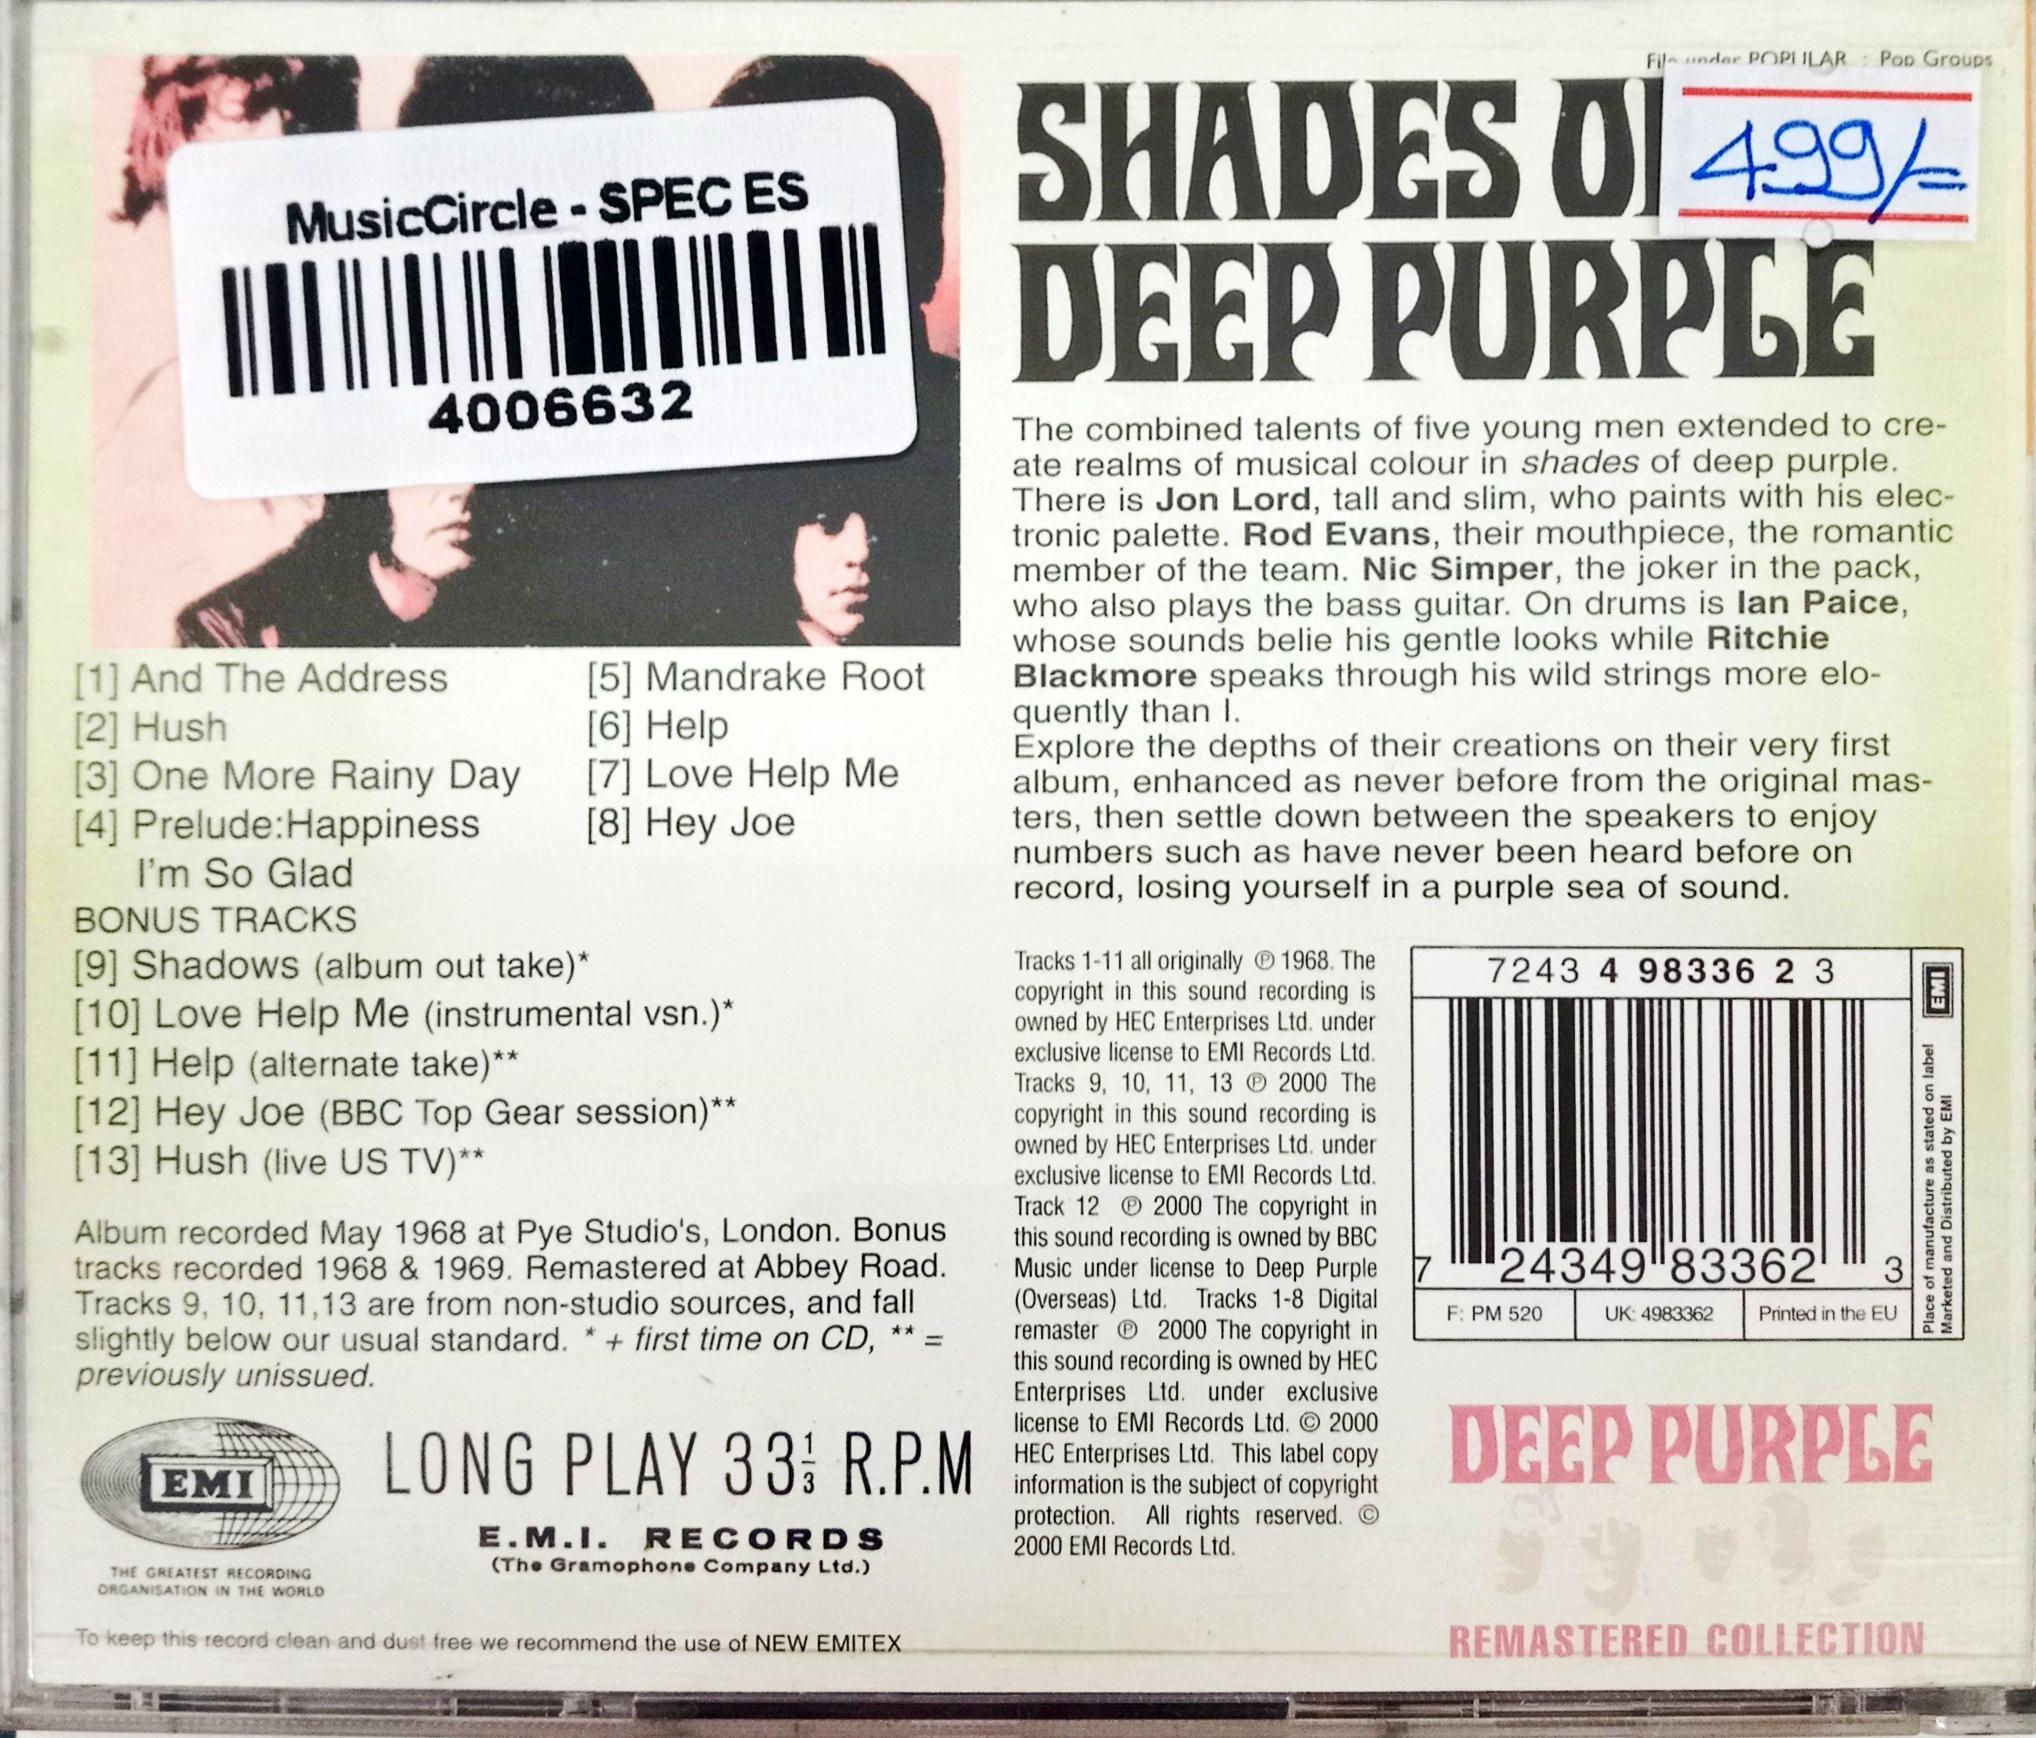 File under POPULAR : Pop Groups
MusicCircle - SPEC ES
4006632
SHADES
499/=
DEEP PURPLE
The combined talents of five young men extended to cre-
ate realms of musical colour in shades of deep purple.
There is Jon Lord, tall and slim, who paints with his elec-
tronic palette. Rod Evans, their mouthpiece, the romantic
member of the team. Nic Simper, the joker in the pack,
who also plays the bass guitar. On drums is Ian Paice,
whose sounds belie his gentle looks while Ritchie
Blackmore speaks through his wild strings more elo-
quently than I.
Explore the depths of their creations on their very first
album, enhanced as never before from the original mas-
ters, then settle down between the speakers to enjoy
numbers such as have never been heard before on
record, losing yourself in a purple sea of sound.
[1] And The Address
[2] Hush
[3] One More Rainy Day
[4] Prelude:Happiness
I'm So Glad
[5] Mandrake Root
[6] Help
[7] Love Help Me
[8] Hey Joe
BONUS TRACKS
[9] Shadows (album out take)*
[10] Love Help Me (instrumental vsn.)*
[11] Help (alternate take)**
[12] Hey Joe (BBC Top Gear session)**
[13] Hush (live US TV)**
Album recorded May 1968 at Pye Studio's, London. Bonus
tracks recorded 1968 & 1969. Remastered at Abbey Road.
Tracks 9, 10, 11,13 are from non-studio sources, and fall
slightly below our usual standard. * + first time on CD, ** =
previously unissued.
EMI
THE GREATEST RECORDING
ORGANISATION IN THE WORLD
LONG PLAY 33⅓ R.P.M
E.M.I. RECORDS
(The Gramophone Company Ltd.)
To keep this record clean and dust free we recommend the use of NEW EMITEX
Tracks 1-11 all originally ℗ 1968. The
copyright in this sound recording is
owned by HEC Enterprises Ltd. under
exclusive license to EMI Records Ltd.
Tracks 9, 10, 11, 13 ℗ 2000 The
copyright in this sound recording is
owned by HEC Enterprises Ltd. under
exclusive license to EMI Records Ltd.
Track 12 ℗ 2000 The copyright in
this sound recording is owned by BBC
Music under license to Deep Purple
(Overseas) Ltd. Tracks 1-8 Digital
remaster ℗ 2000 The copyright in
this sound recording is owned by HEC
Enterprises Ltd. under exclusive
license to EMI Records Ltd. © 2000
HEC Enterprises Ltd. This label copy
information is the subject of copyright
protection. All rights reserved. ©
2000 EMI Records Ltd.
7243 4 98336 2 3
7 24349 83362 3
F: PM 520
UK: 4983362
Printed in the EU
EMI
Place of manufacture as stated on label
Marketed and Distributed by EMI
DEEP PURPLE
REMASTERED COLLECTION